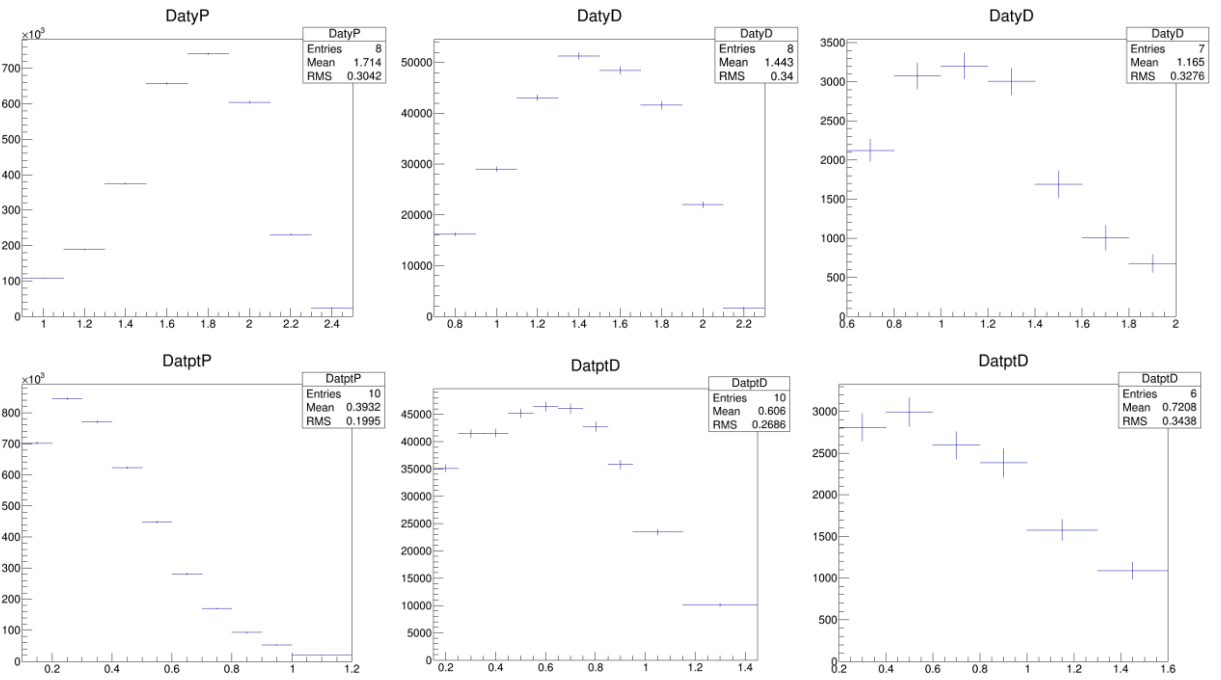 DatyP
×10³
DatyP
Entries 8
Mean 1.714
RMS 0.3042
700
600
500
400
300
200
100
0
1 1.2 1.4 1.6 1.8 2 2.2 2.4
DatyD
DatyD
Entries 8
Mean 1.443
RMS 0.34
50000
40000
30000
20000
10000
0
0.8 1 1.2 1.4 1.6 1.8 2 2.2
DatyD
DatyD
Entries 7
Mean 1.165
RMS 0.3276
3500
3000
2500
2000
1500
1000
500
0
0.6 0.8 1 1.2 1.4 1.6 1.8 2
DatptP
×10³
DatptP
Entries 10
Mean 0.3932
RMS 0.1995
800
700
600
500
400
300
200
100
0
0.2 0.4 0.6 0.8 1 1.2
DatptD
DatptD
Entries 10
Mean 0.606
RMS 0.2686
45000
40000
35000
30000
25000
20000
15000
10000
5000
0
0.2 0.4 0.6 0.8 1 1.2 1.4
DatptD
DatptD
Entries 6
Mean 0.7208
RMS 0.3438
3000
2500
2000
1500
1000
500
0
0.2 0.4 0.6 0.8 1 1.2 1.4 1.6